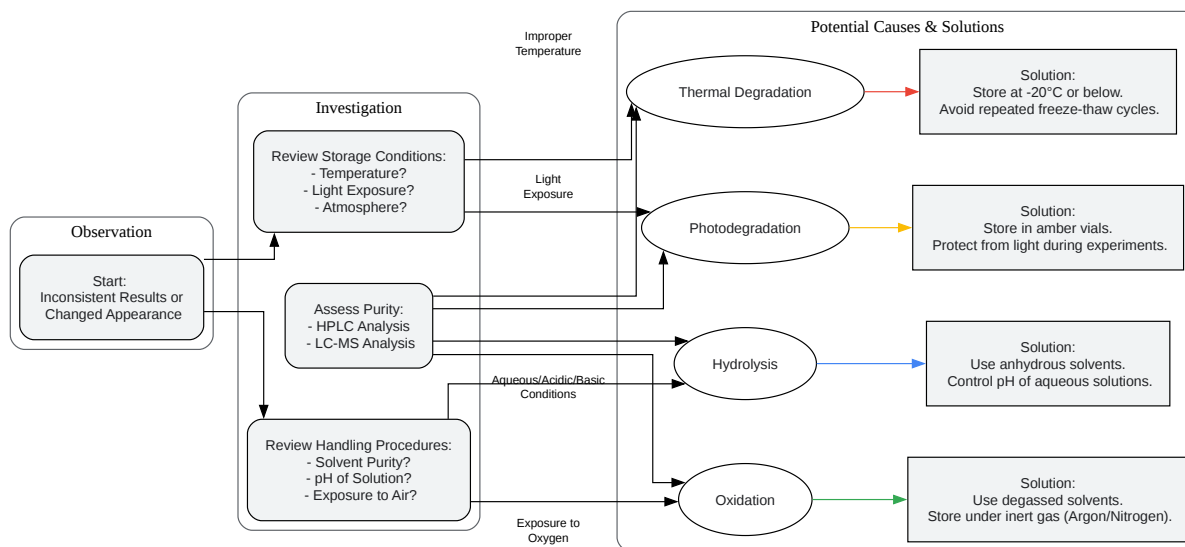 Observation
Start:
Inconsistent Results or
Changed Appearance
Investigation
Review Storage Conditions:
- Temperature?
- Light Exposure?
- Atmosphere?
Assess Purity:
- HPLC Analysis
- LC-MS Analysis
Review Handling Procedures:
- Solvent Purity?
- pH of Solution?
- Exposure to Air?
Improper
Temperature
Light
Exposure
Aqueous/Acidic/Basic
Conditions
Exposure to
Oxygen
Potential Causes & Solutions
Thermal Degradation
Solution:
Store at -20°C or below.
Avoid repeated freeze-thaw cycles.
Photodegradation
Solution:
Store in amber vials.
Protect from light during experiments.
Hydrolysis
Solution:
Use anhydrous solvents.
Control pH of aqueous solutions.
Oxidation
Solution:
Use degassed solvents.
Store under inert gas (Argon/Nitrogen).